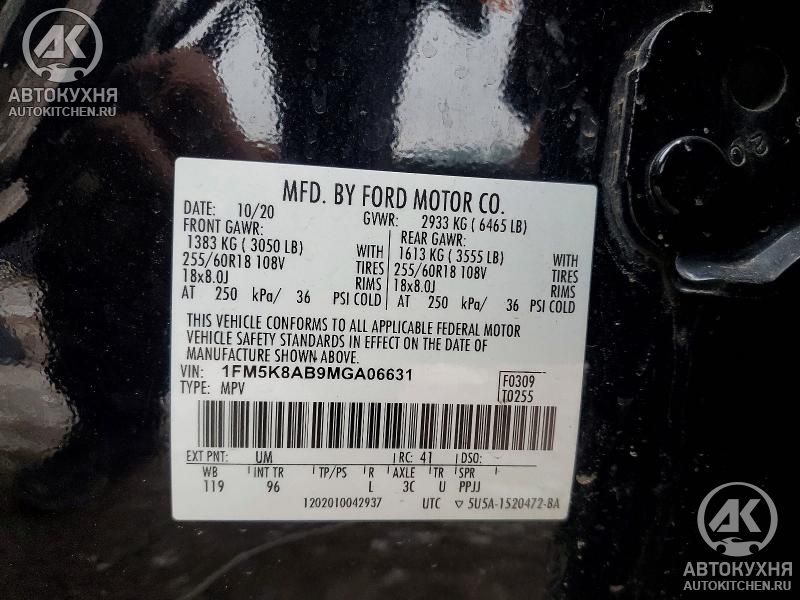 АК
АВТОКУХНЯ
AUTOKITCHEN.RU
MFD. BY FORD MOTOR CO.
DATE: 10/20 GVWR: 2933 KG ( 6465 LB)
FRONT GAWR: REAR GAWR:
1383 KG ( 3050 LB) WITH 1613 KG ( 3555 LB) WITH
255/60R18 108V TIRES 255/60R18 108V TIRES
18x8.0J RIMS 18x8.0J RIMS
AT 250 kPa/ 36 PSI COLD AT 250 kPa/ 36 PSI COLD
THIS VEHICLE CONFORMS TO ALL APPLICABLE FEDERAL MOTOR
VEHICLE SAFETY STANDARDS IN EFFECT ON THE DATE OF
MANUFACTURE SHOWN ABOVE.
VIN: 1FM5K8AB9MGA06631 F0309
TYPE: MPV T0255
EXT PNT: UM RC: 41 DSO:
WB INT TR TP/PS R AXLE TR SPR
119 96 L 3C U PPJJ
1202010042937 UTC ▽ 5U5A-1520472-BA
АК
АВТОКУХНЯ
AUTOKITCHEN.RU